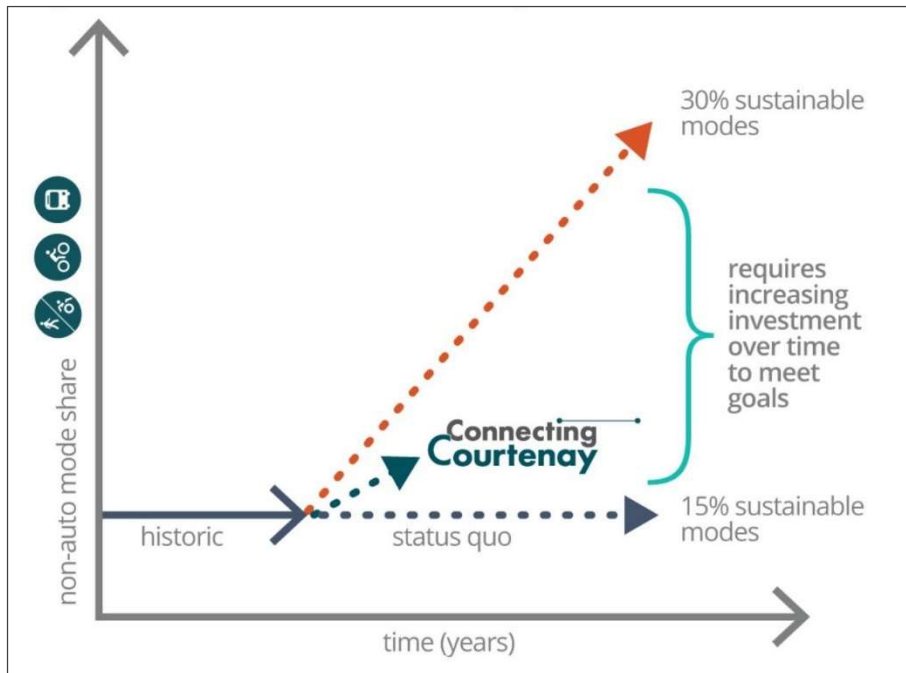 30% sustainable
modes
requires
increasing
investment
over time
to meet
goals
Connecting
Courtenay
15% sustainable
modes
historic
status quo
non-auto mode share
time (years)